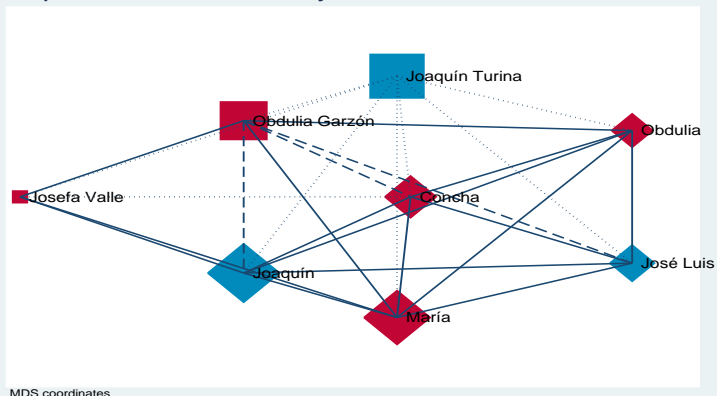 Joaquín Turina
Obdulia Garzón
Obdulia
Josefa Valle
Concha
Joaquín
José Luis
María
MDS coordinates